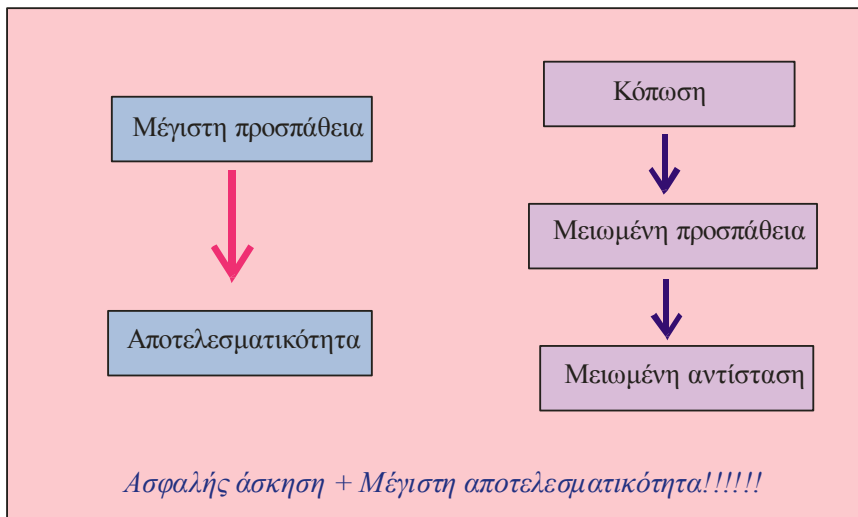 Μέγιστη προσπάθεια
Αποτελεσματικότητα
Κόπωση
Μειωμένη προσπάθεια
Μειωμένη αντίσταση
Ασφαλής άσκηση + Μέγιστη αποτελεσματικότητα!!!!!!